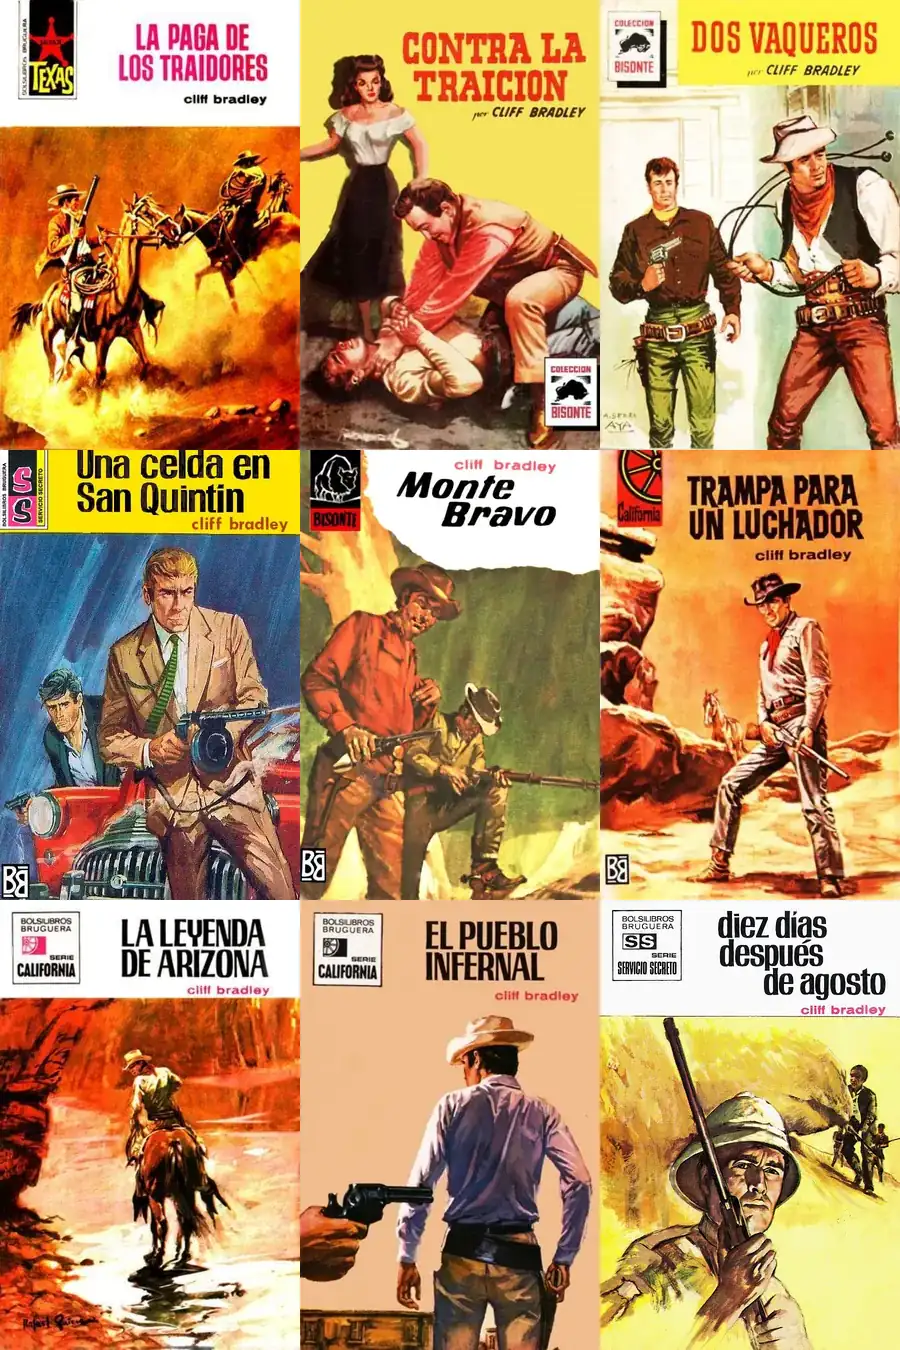 BOLSILIBROS BRUGUERA
SERIE
TEXAS
LA PAGA DE
LOS TRAIDORES
cliff bradley
CONTRA LA
TRAICION
por CLIFF BRADLEY
COLECCION
BISONTE
COLECCION
BISONTE
DOS VAQUEROS
por CLIFF BRADLEY
AYA
BOLSILIBROS BRUGUERA
SS
SERVICIO SECRETO
Una celda en
San Quintin
cliff bradley
BB
BISONTE
cliff bradley
Monte
Bravo
BB
California
TRAMPA PARA
UN LUCHADOR
cliff bradley
BB
BOLSILIBROS
BRUGUERA
SERIE
CALIFORNIA
LA LEYENDA
DE ARIZONA
cliff bradley
BOLSILIBROS
BRUGUERA
SERIE
CALIFORNIA
EL PUEBLO
INFERNAL
cliff bradley
BOLSILIBROS
BRUGUERA
SS
SERIE
SERVICIO SECRETO
diez días
después
de agosto
cliff bradley